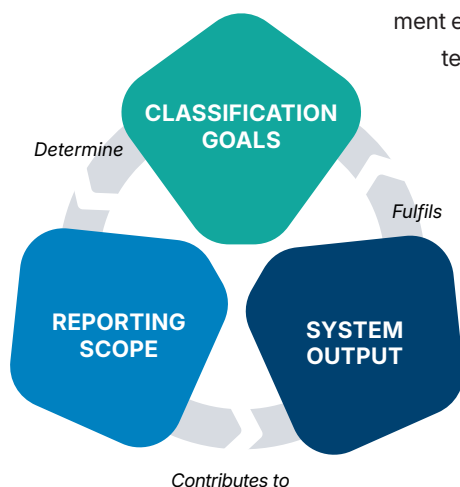 ment e
te
CLASSIFICATION
GOALS
Determine
Fulfils
REPORTING
SCOPE
SYSTEM
OUTPUT
Contributes to